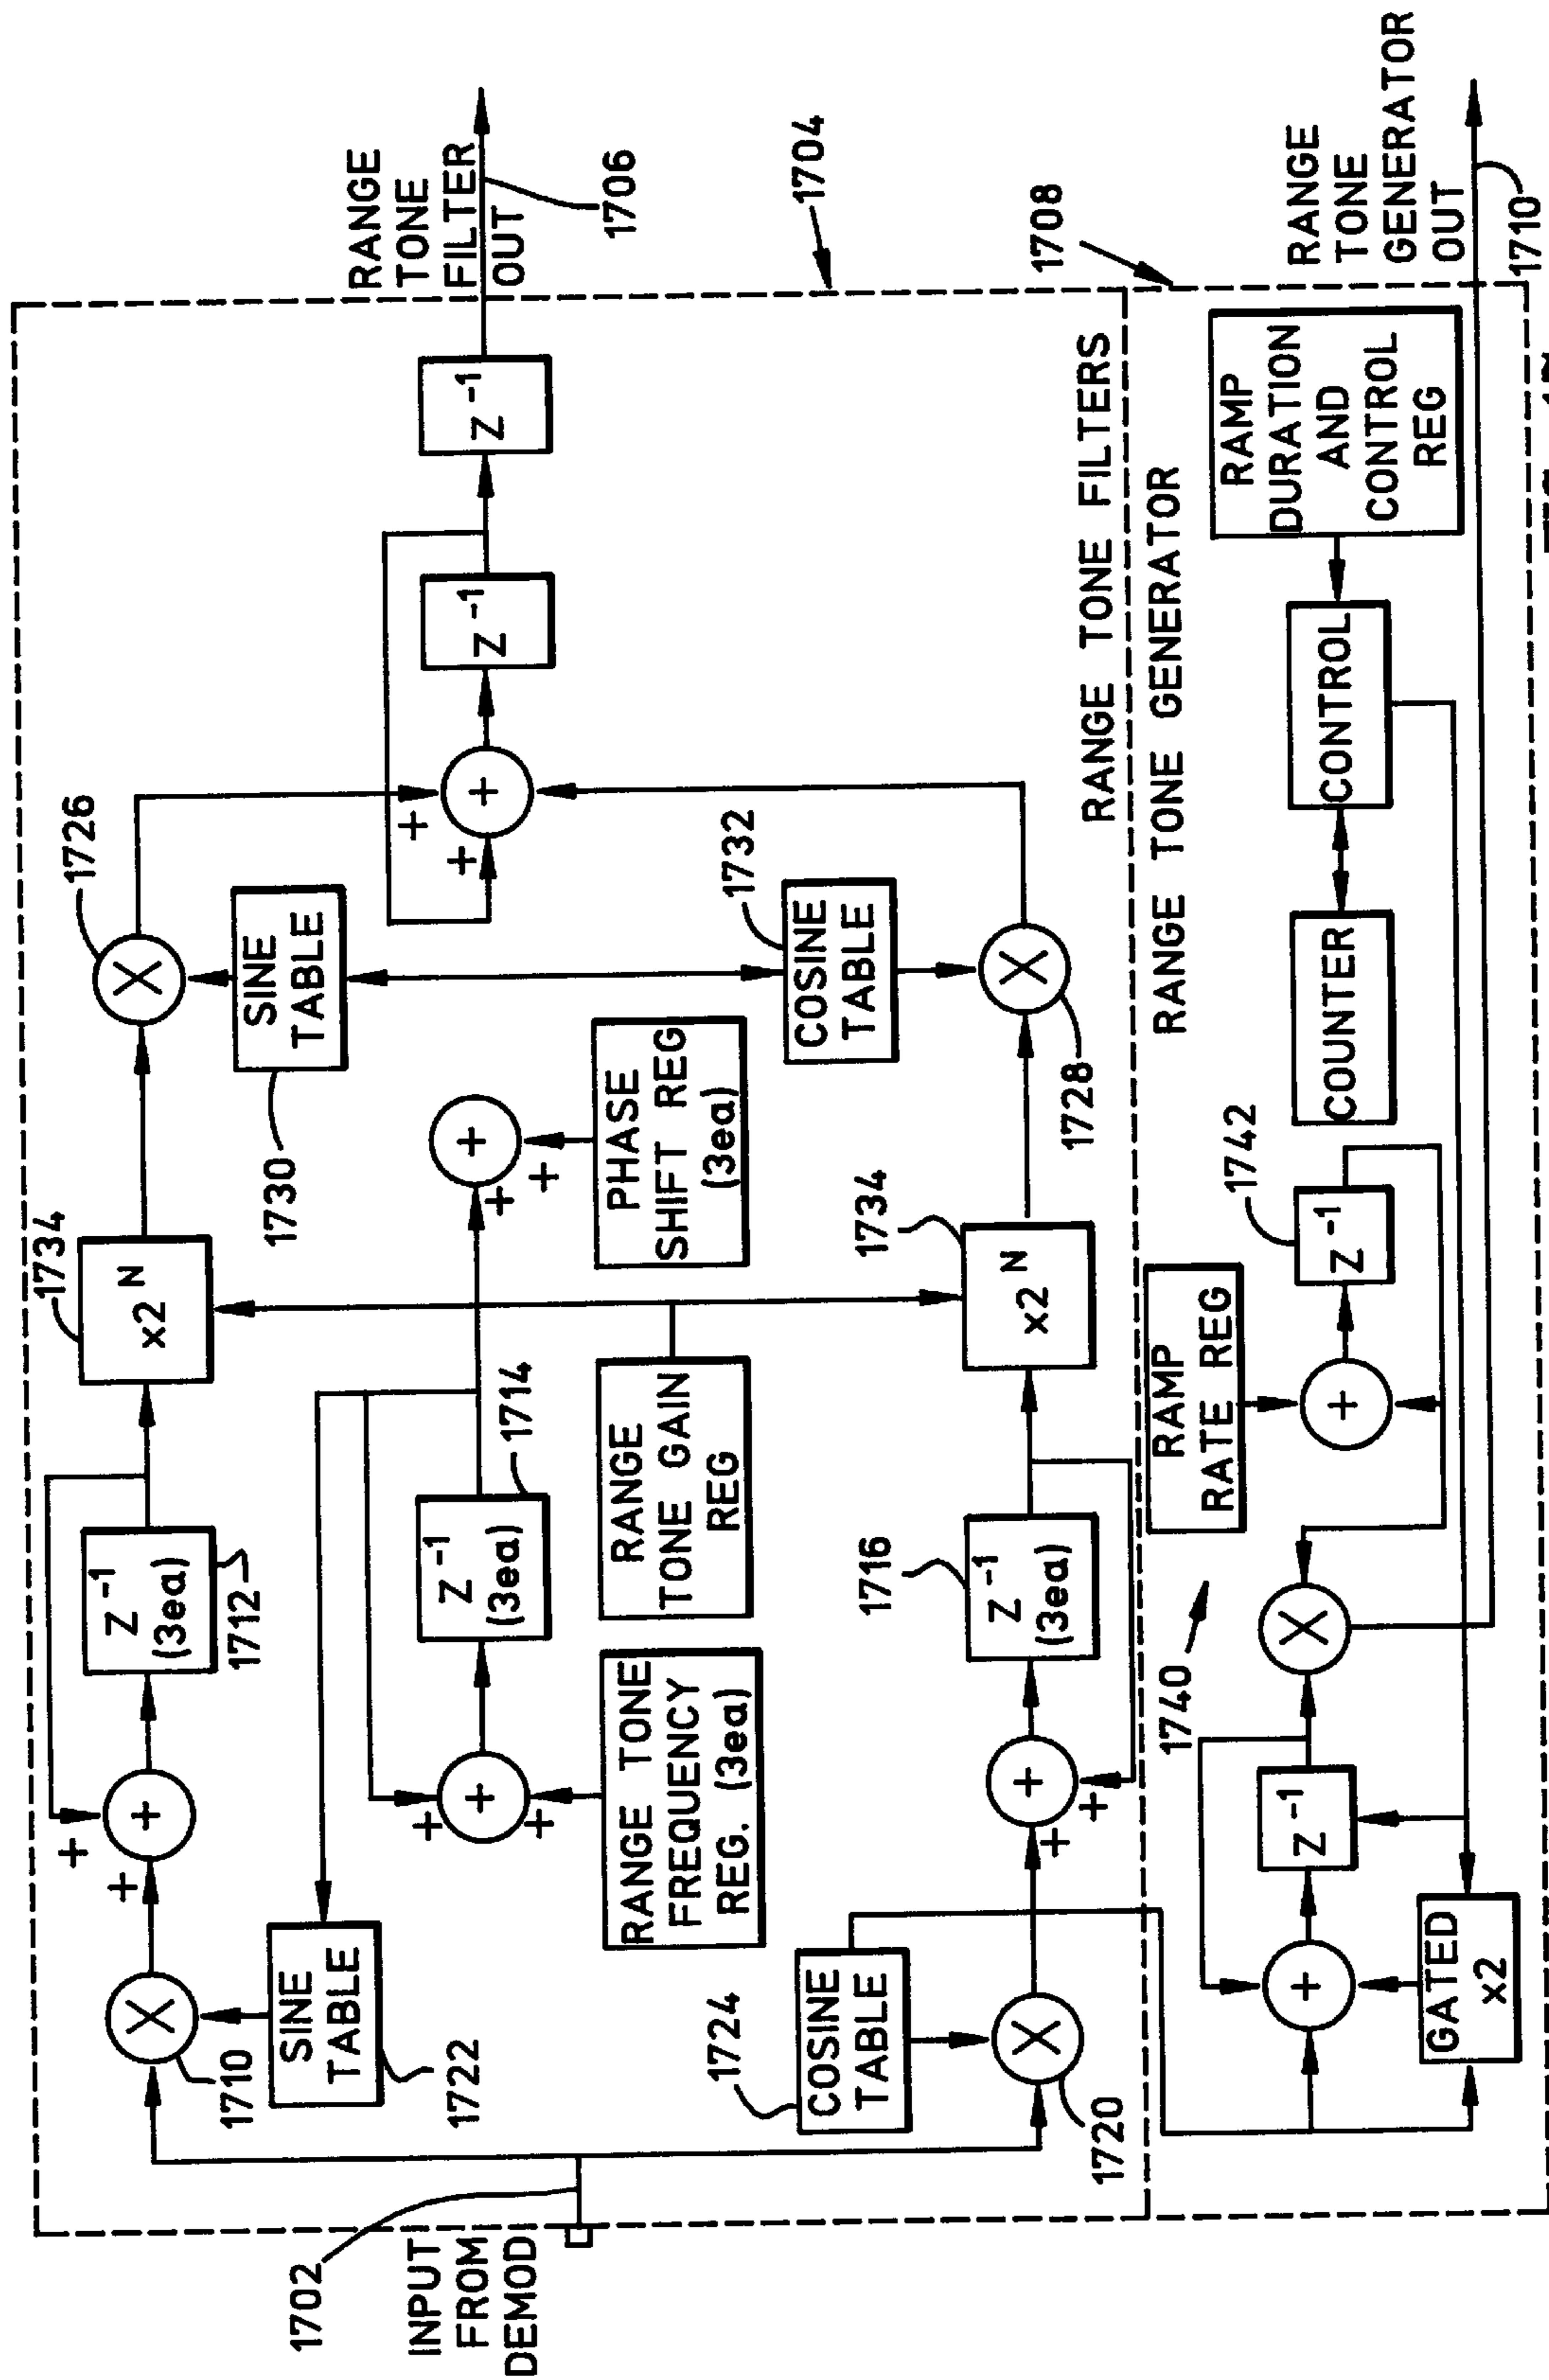 1702
INPUT
FROM
DEMOD
1710
SINE
TABLE
1722
1724
COSINE
TABLE
1720
+
+
+
Z⁻¹
(3ea)
1712
+
+
+
RANGE TONE
FREQUENCY
REG. (3ea)
Z⁻¹
(3ea)
1714
+
+
+
Z⁻¹
(3ea)
1716
RANGE
TONE GAIN
REG
1734
x2ᴺ
1734
x2ᴺ
+
+
+
PHASE
SHIFT REG
(3ea)
1726
SINE
TABLE
1730
COSINE
TABLE
1732
1728
+
+
+
Z⁻¹
Z⁻¹
RANGE
TONE
FILTER
OUT
1706
1704
RANGE TONE FILTERS
RANGE TONE GENERATOR
1708
GATED
x2
+
Z⁻¹
1740
RAMP
RATE REG
+
Z⁻¹
1742
COUNTER
CONTROL
RAMP
DURATION
AND
CONTROL
REG
RANGE
TONE
GENERATOR
OUT
1710